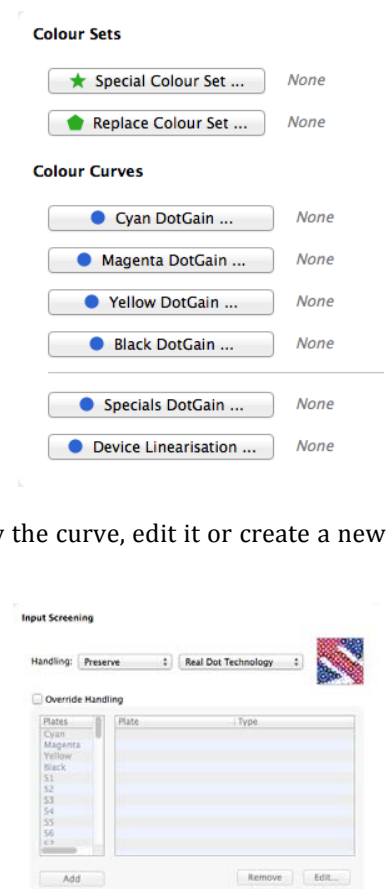 Colour Sets
Special Colour Set ... None
Replace Colour Set ... None
Colour Curves
Cyan DotGain ... None
Magenta DotGain ... None
Yellow DotGain ... None
Black DotGain ... None
Specials DotGain ... None
Device Linearisation ... None
the curve, edit it or create a new
Input Screening
Handling: Preserve Real Dot Technology
Override Handling
Plates Plate Type
Cyan
Magenta
Yellow
Black
S1
S2
S3
S4
S5
S6
Add Remove Edit...